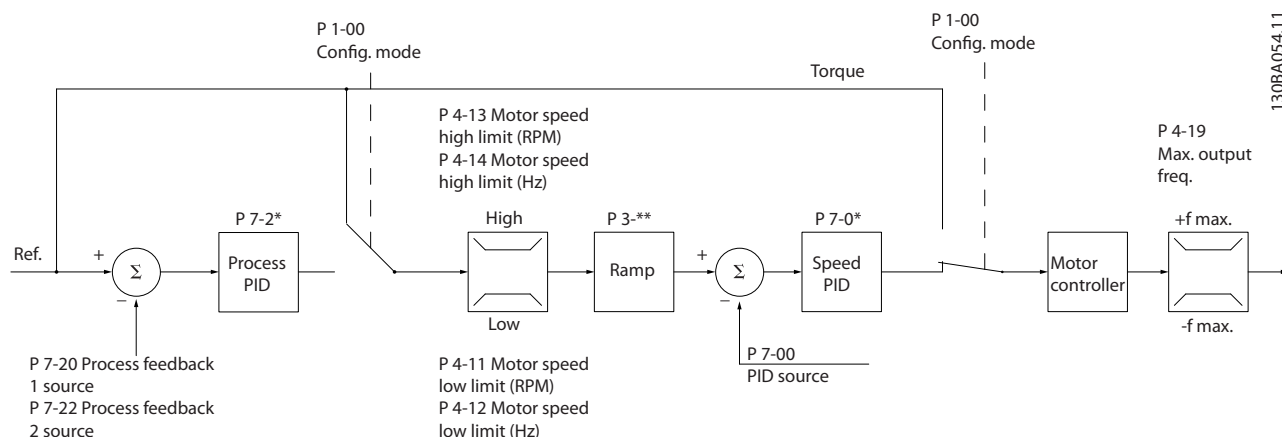 P 1-00
Config. mode
P 1-00
Config. mode
130BA054.11
Torque
P 4-13 Motor speed
high limit (RPM)
P 4-14 Motor speed
high limit (Hz)
P 4-19
Max. output
freq.
P 7-2*
High
P 3-**
P 7-0*
+f max.
Ref.
+
Σ
−
Process
PID
Ramp
+
Σ
−
Speed
PID
Motor
controller
Low
-f max.
P 7-20 Process feedback
1 source
P 7-22 Process feedback
2 source
P 4-11 Motor speed
low limit (RPM)
P 4-12 Motor speed
low limit (Hz)
P 7-00
PID source